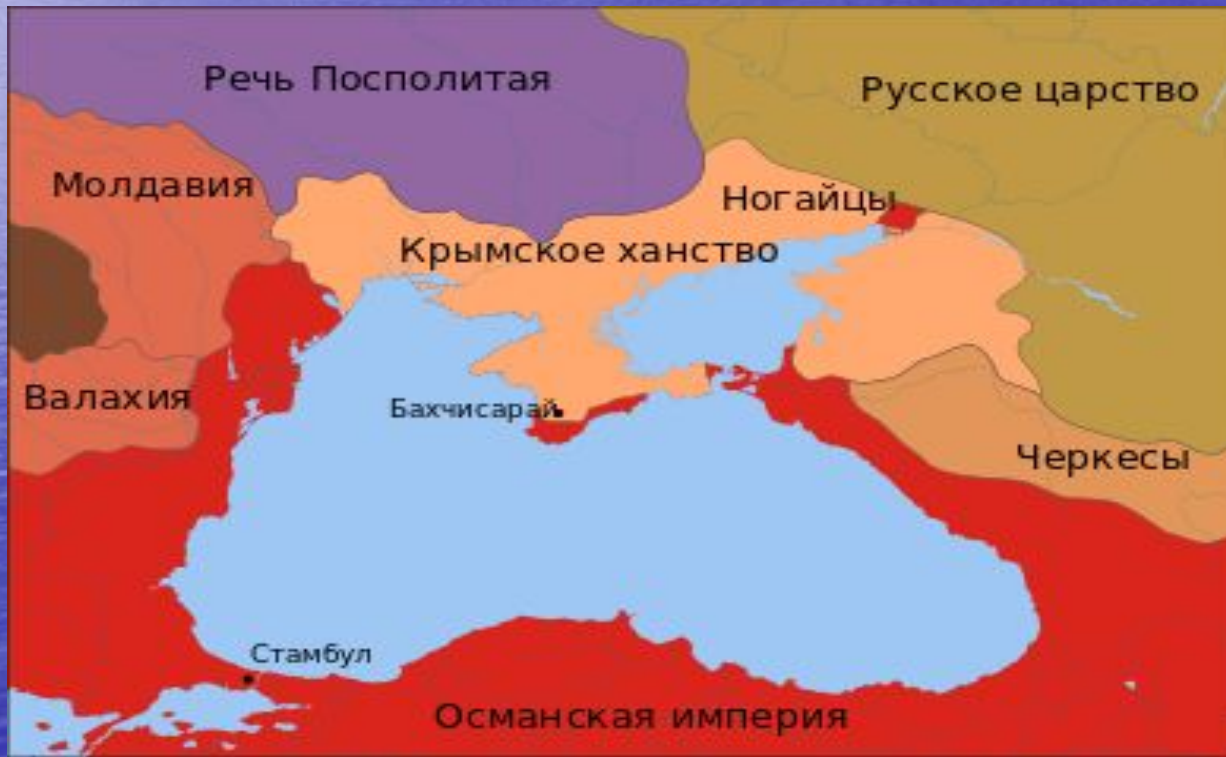 Речь Посполитая
Русское царство
Молдавия
Ногайцы
Крымское ханство
Валахия
Бахчисарай
Черкесы
Стамбул
Османская империя